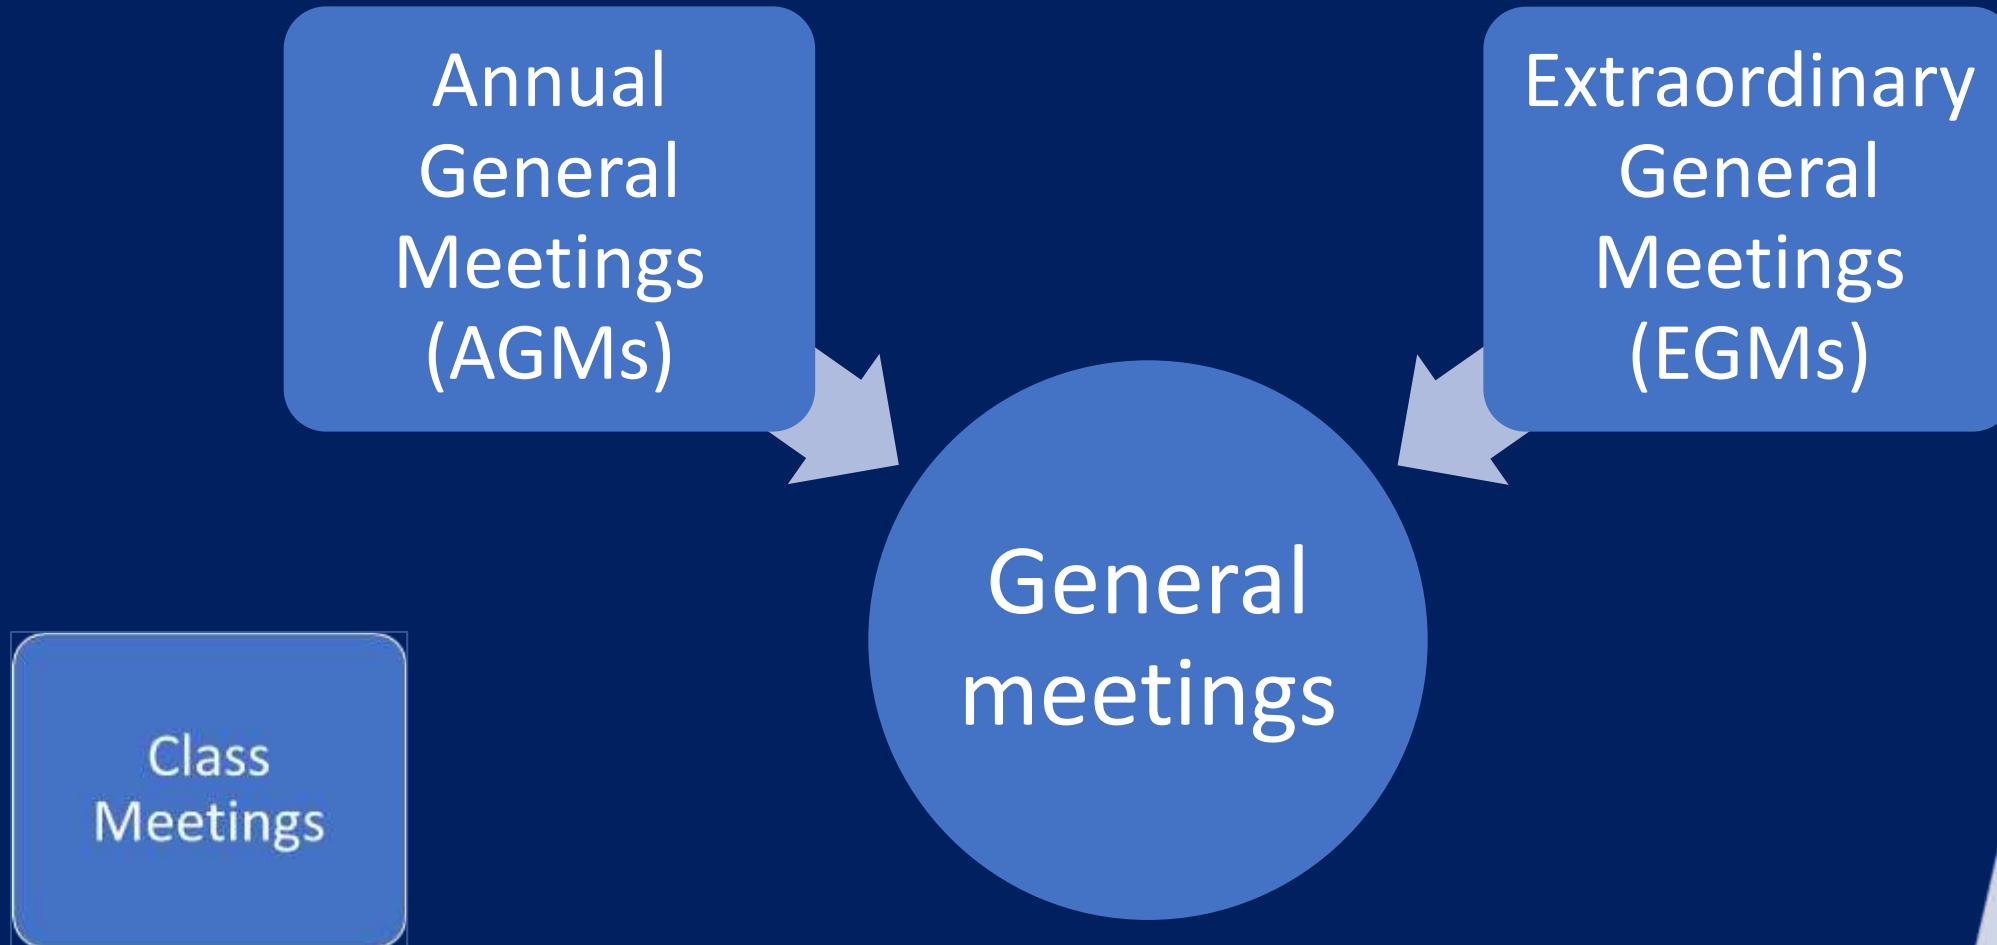 Annual
General
Meetings
(AGMs)
Extraordinary
General
Meetings
(EGMs)
General
meetings
Class
Meetings